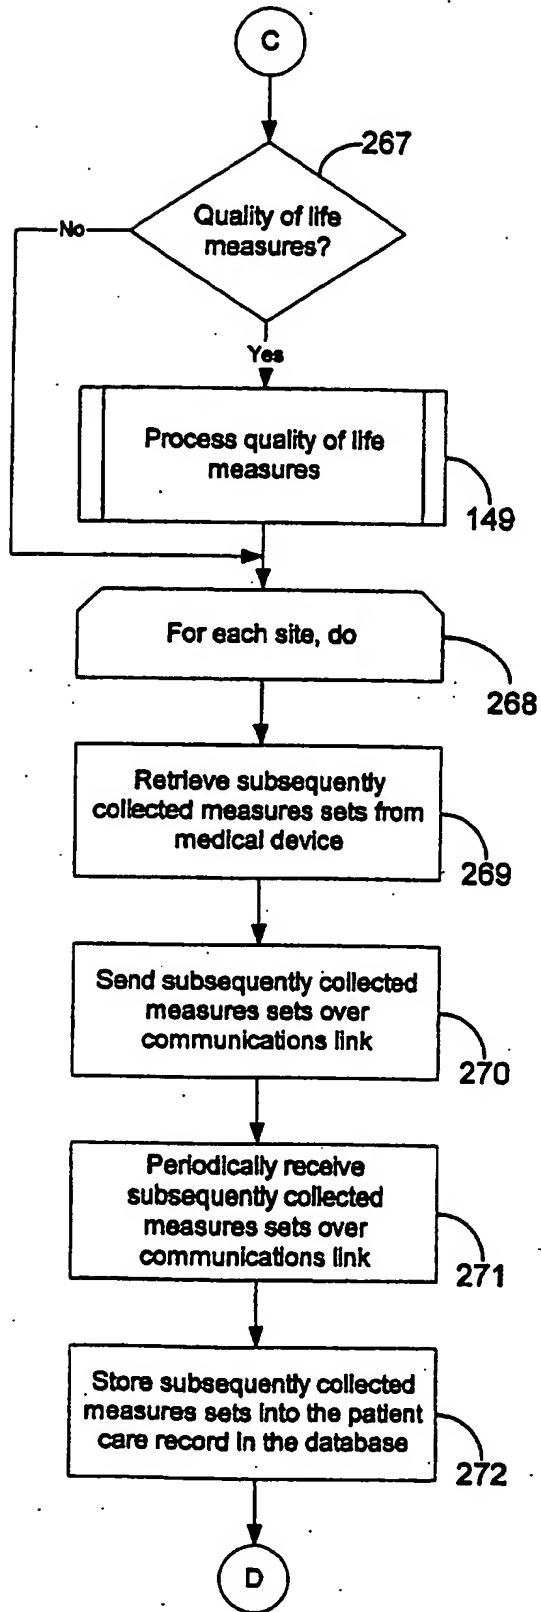 C
267
Quality of life
measures?
No
Yes
Process quality of life
measures
149
For each site, do
268
Retrieve subsequently
collected measures sets from
medical device
269
Send subsequently collected
measures sets over
communications link
270
Periodically receive
subsequently collected
measures sets over
communications link
271
Store subsequently collected
measures sets into the patient
care record in the database
272
D